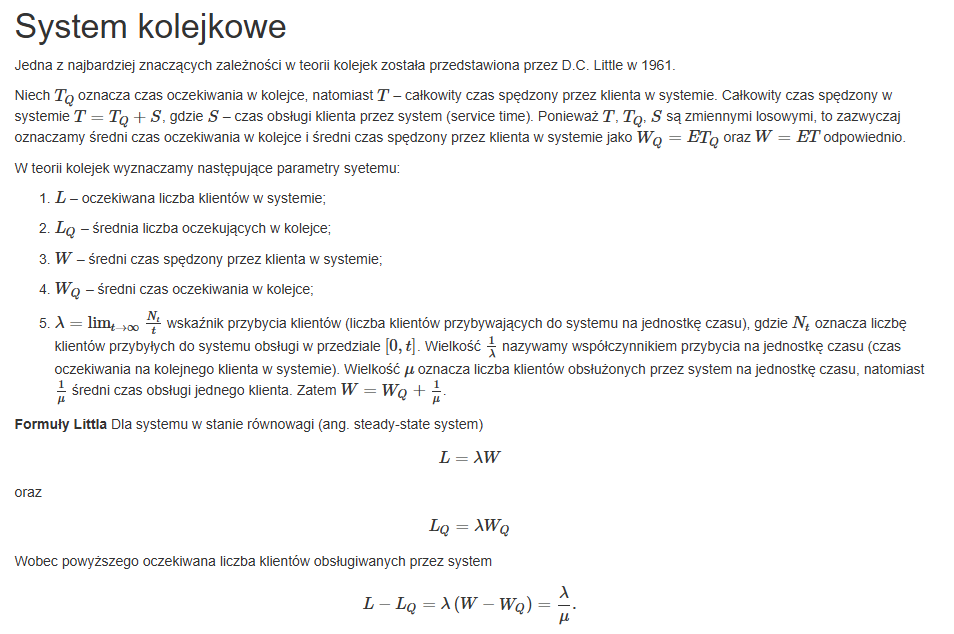 System kolejkowe
Jedna z najbardziej znaczących zależności w teorii kolejek została przedstawiona przez D.C. Little w 1961.
Niech $T_Q$ oznacza czas oczekiwania w kolejce, natomiast $T$ – całkowity czas spędzony przez klienta w systemie. Całkowity czas spędzony w
systemie $T = T_Q + S$, gdzie $S$ – czas obsługi klienta przez system (service time). Ponieważ $T$, $T_Q$, $S$ są zmiennymi losowymi, to zazwyczaj
oznaczamy średni czas oczekiwania w kolejce i średni czas spędzony przez klienta w systemie jako $W_Q = ET_Q$ oraz $W = ET$ odpowiednio.
W teorii kolejek wyznaczamy następujące parametry syetemu:
1. $L$ – oczekiwana liczba klientów w systemie;
2. $L_Q$ – średnia liczba oczekujących w kolejce;
3. $W$ – średni czas spędzony przez klienta w systemie;
4. $W_Q$ – średni czas oczekiwania w kolejce;
5. $\lambda = \lim_{t \to \infty} \frac{N_t}{t}$ wskaźnik przybycia klientów (liczba klientów przybywających do systemu na jednostkę czasu), gdzie $N_t$ oznacza liczbę
klientów przybyłych do systemu obsługi w przedziale $[0, t]$. Wielkość $\frac{1}{\lambda}$ nazywamy współczynnikiem przybycia na jednostkę czasu (czas
oczekiwania na kolejnego klienta w systemie). Wielkość $\mu$ oznacza liczba klientów obsłużonych przez system na jednostkę czasu, natomiast
$\frac{1}{\mu}$ średni czas obsługi jednego klienta. Zatem $W = W_Q + \frac{1}{\mu}$.
Formuły Littla Dla systemu w stanie równowagi (ang. steady-state system)
$L = \lambda W$
oraz
$L_Q = \lambda W_Q$
Wobec powyższego oczekiwana liczba klientów obsługiwanych przez system
$L - L_Q = \lambda (W - W_Q) = \frac{\lambda}{\mu}.$